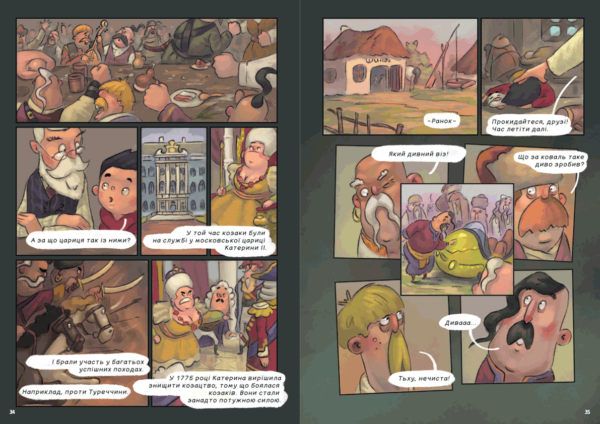 А за що цариця так із ними?
У той час козаки були
на службі у московської цариці
Катерини II.
І брали участь у багатьох
успішних походах.
Наприклад, проти Туреччини.
У 1775 році Катерина вирішила
знищити козацтво, тому що боялася
козаків. Вони стали
занадто потужною силою.
34
-Ранок-
Прокидайтеся, друзі!
Час летіти далі.
Який дивний віз!
Що за коваль таке
диво зробив?
Диваaa...
Тьху, нечиста!
35